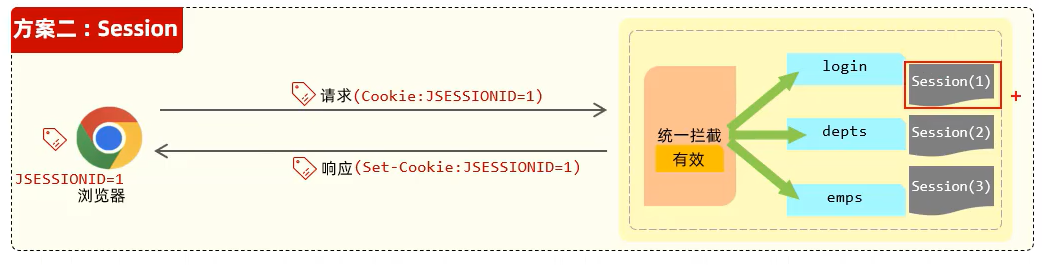 方案二：Session
请求(Cookie:JSESSIONID=1)
响应(Set-Cookie:JSESSIONID=1)
JSESSIONID=1
浏览器
统一拦截
有效
login
depts
emps
Session(1)
Session(2)
Session(3)
+